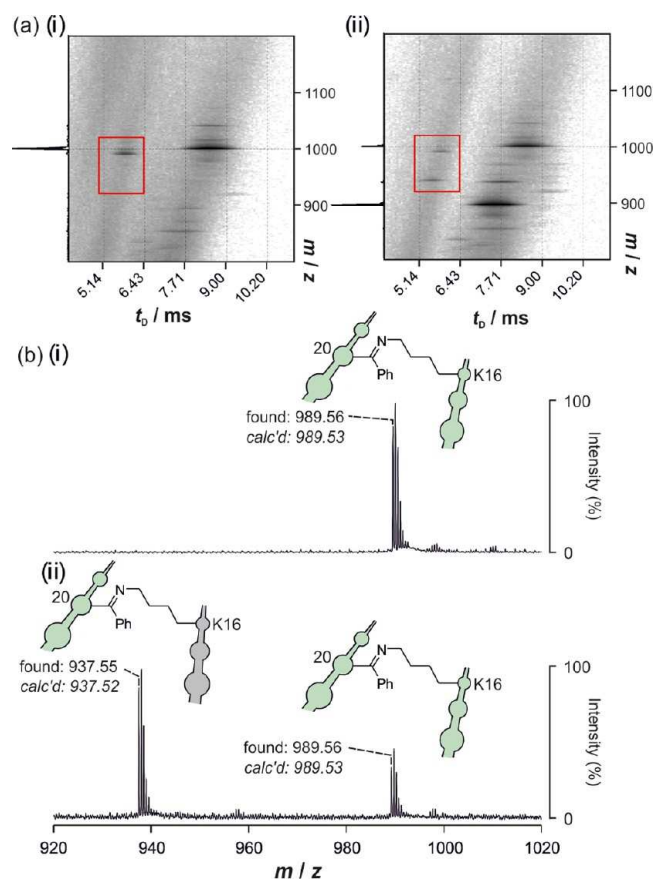 (a) (i)
(ii)
1100
1000
900
m / z
5.14
6.43
7.71
9.00
10.20
tD / ms
1100
1000
900
m / z
5.14
6.43
7.71
9.00
10.20
tD / ms
(b) (i)
20
N
Ph
K16
found: 989.56
calc'd: 989.53
100
Intensity (%)
0
(ii)
20
N
Ph
K16
found: 937.55
calc'd: 937.52
20
N
Ph
K16
found: 989.56
calc'd: 989.53
100
Intensity (%)
0
920
940
960
980
1000
1020
m / z